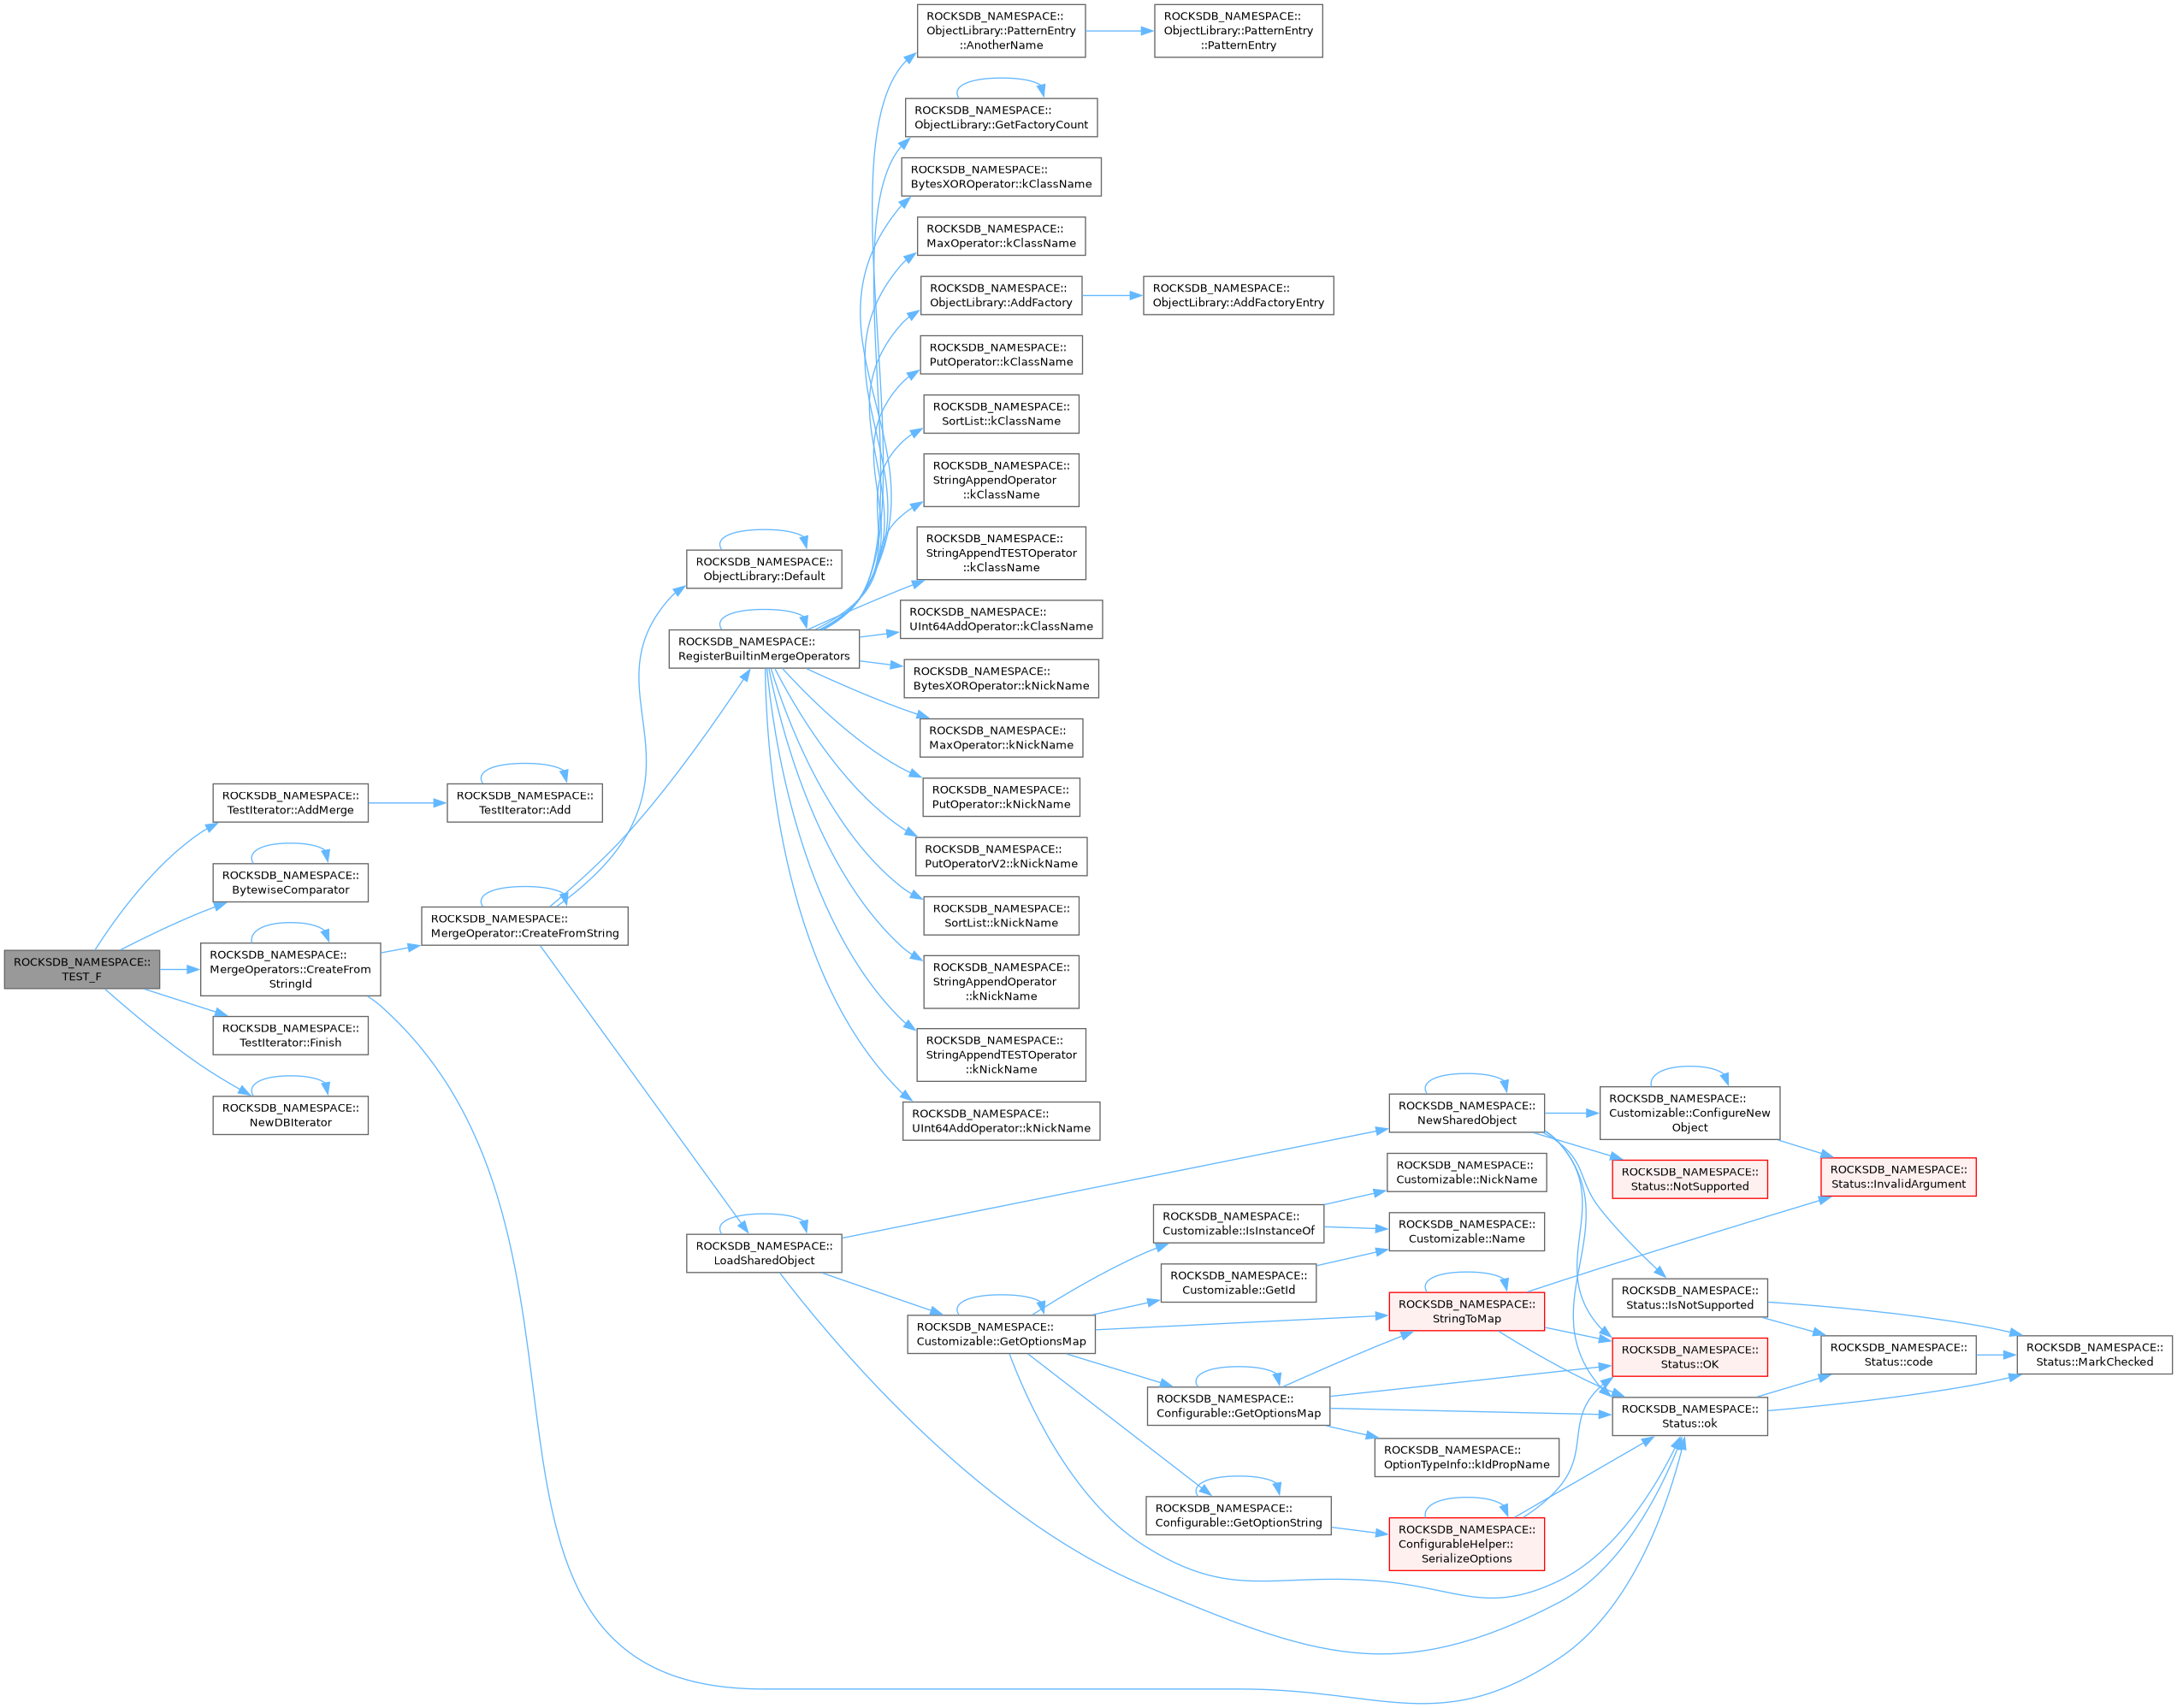 ROCKSDB_NAMESPACE::
TEST_F
ROCKSDB_NAMESPACE::
TestIterator::AddMerge
ROCKSDB_NAMESPACE::
TestIterator::Add
ROCKSDB_NAMESPACE::
BytewiseComparator
ROCKSDB_NAMESPACE::
MergeOperators::CreateFrom
StringId
ROCKSDB_NAMESPACE::
MergeOperator::CreateFromString
ROCKSDB_NAMESPACE::
TestIterator::Finish
ROCKSDB_NAMESPACE::
NewDBIterator
ROCKSDB_NAMESPACE::
ObjectLibrary::Default
ROCKSDB_NAMESPACE::
RegisterBuiltinMergeOperators
ROCKSDB_NAMESPACE::
LoadSharedObject
ROCKSDB_NAMESPACE::
ObjectLibrary::PatternEntry
::AnotherName
ROCKSDB_NAMESPACE::
ObjectLibrary::PatternEntry
::PatternEntry
ROCKSDB_NAMESPACE::
ObjectLibrary::GetFactoryCount
ROCKSDB_NAMESPACE::
BytesXOROperator::kClassName
ROCKSDB_NAMESPACE::
MaxOperator::kClassName
ROCKSDB_NAMESPACE::
ObjectLibrary::AddFactory
ROCKSDB_NAMESPACE::
ObjectLibrary::AddFactoryEntry
ROCKSDB_NAMESPACE::
PutOperator::kClassName
ROCKSDB_NAMESPACE::
SortList::kClassName
ROCKSDB_NAMESPACE::
StringAppendOperator
::kClassName
ROCKSDB_NAMESPACE::
StringAppendTESTOperator
::kClassName
ROCKSDB_NAMESPACE::
UInt64AddOperator::kClassName
ROCKSDB_NAMESPACE::
BytesXOROperator::kNickName
ROCKSDB_NAMESPACE::
MaxOperator::kNickName
ROCKSDB_NAMESPACE::
PutOperator::kNickName
ROCKSDB_NAMESPACE::
PutOperatorV2::kNickName
ROCKSDB_NAMESPACE::
SortList::kNickName
ROCKSDB_NAMESPACE::
StringAppendOperator
::kNickName
ROCKSDB_NAMESPACE::
StringAppendTESTOperator
::kNickName
ROCKSDB_NAMESPACE::
UInt64AddOperator::kNickName
ROCKSDB_NAMESPACE::
Customizable::GetOptionsMap
ROCKSDB_NAMESPACE::
Customizable::IsInstanceOf
ROCKSDB_NAMESPACE::
Customizable::GetId
ROCKSDB_NAMESPACE::
Configurable::GetOptionsMap
ROCKSDB_NAMESPACE::
Configurable::GetOptionString
ROCKSDB_NAMESPACE::
NewSharedObject
ROCKSDB_NAMESPACE::
Customizable::NickName
ROCKSDB_NAMESPACE::
Customizable::Name
ROCKSDB_NAMESPACE::
StringToMap
ROCKSDB_NAMESPACE::
OptionTypeInfo::kIdPropName
ROCKSDB_NAMESPACE::
ConfigurableHelper::
SerializeOptions
ROCKSDB_NAMESPACE::
Customizable::ConfigureNew
Object
ROCKSDB_NAMESPACE::
Status::NotSupported
ROCKSDB_NAMESPACE::
Status::IsNotSupported
ROCKSDB_NAMESPACE::
Status::OK
ROCKSDB_NAMESPACE::
Status::ok
ROCKSDB_NAMESPACE::
Status::InvalidArgument
ROCKSDB_NAMESPACE::
Status::code
ROCKSDB_NAMESPACE::
Status::MarkChecked